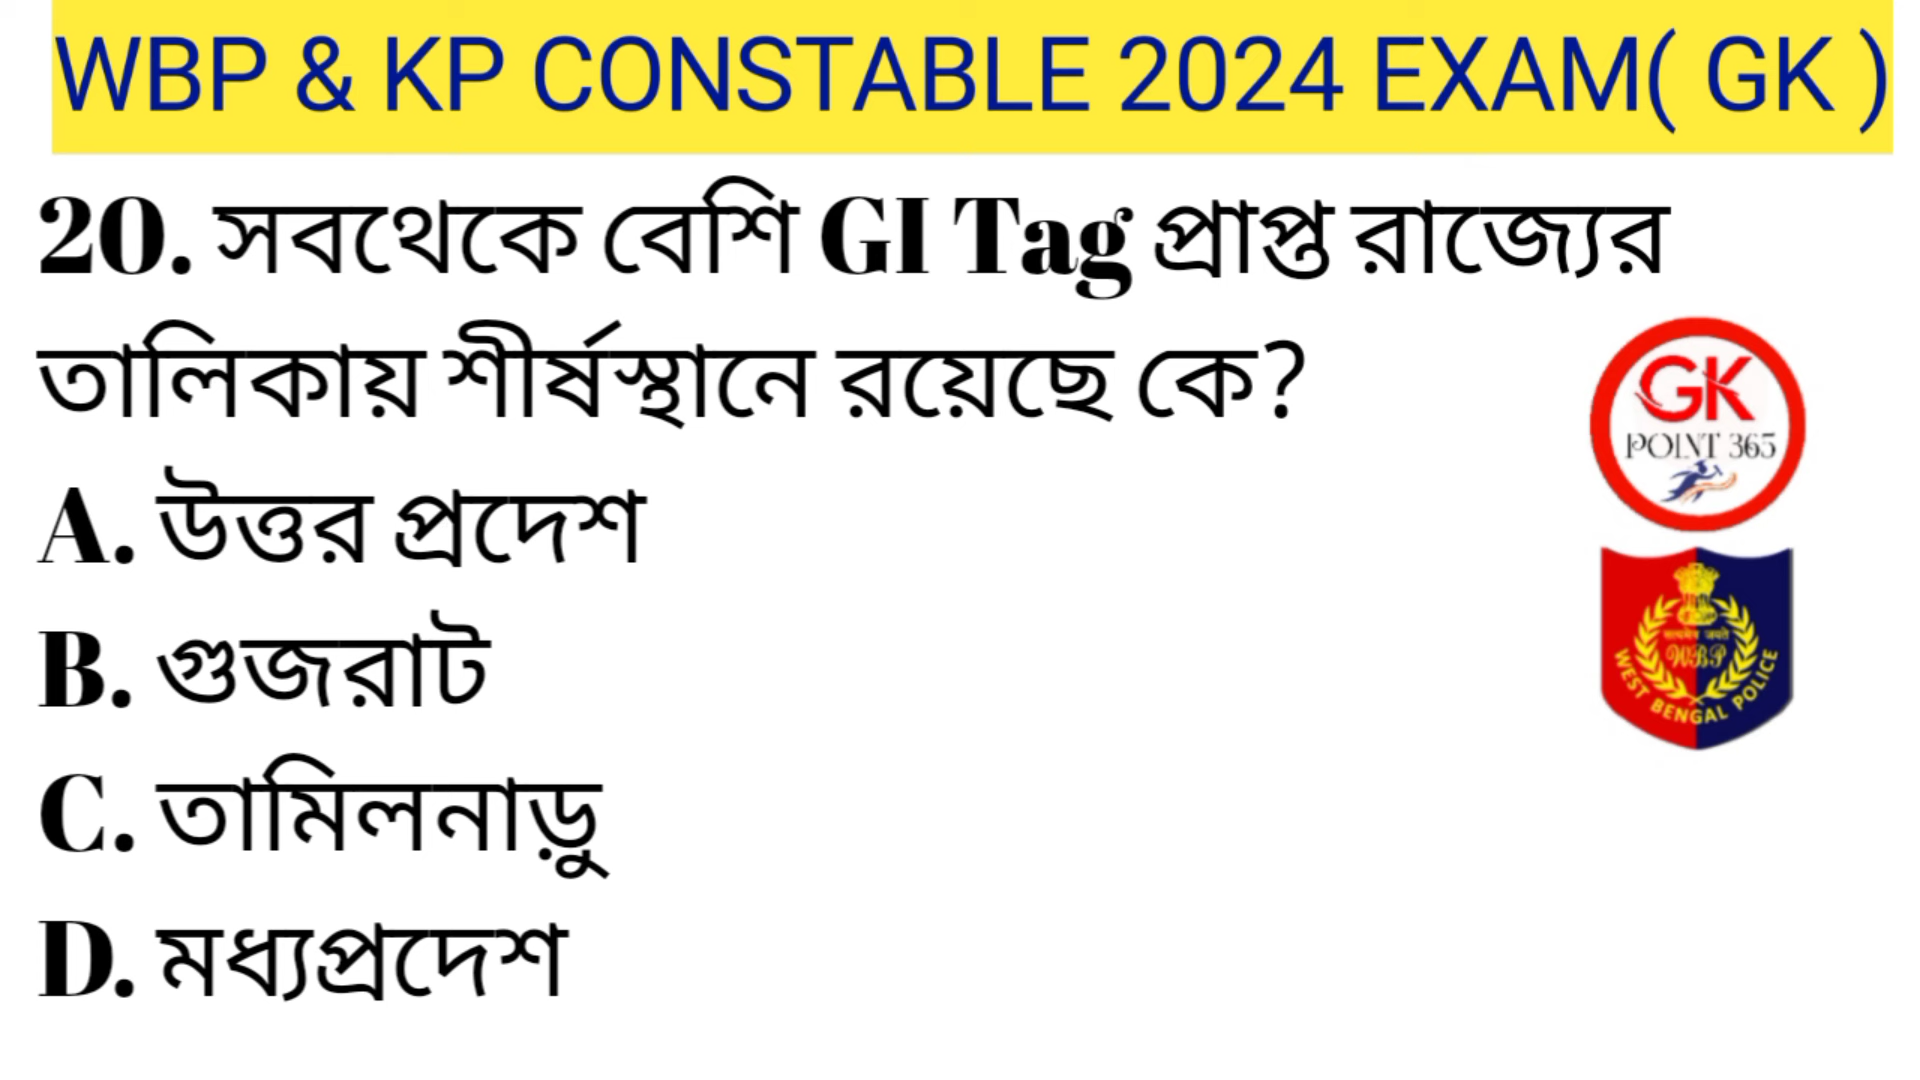 WBP & KP CONSTABLE 2024 EXAM( GK )
20. সবথেকে বেশি GI Tag প্রাপ্ত রাজ্যের
তালিকায় শীর্ষস্থানে রয়েছে কে?
GK
POINT 365
A. উত্তর প্রদেশ
B. গুজরাট
WBP
WEST BENGAL POLICE
C. তামিলনাড়ু
D. মধ্যপ্রদেশ